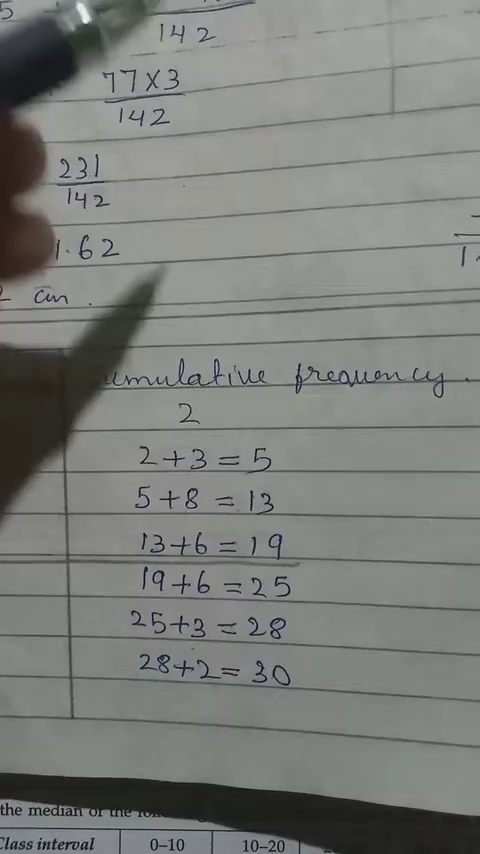 5
142
77 × 3
142
231
142
1.62
cm.
cumulative frequency.
2
2+3 = 5
5+8 = 13
13+6 = 19
19+6 = 25
25+3 = 28
28+2 = 30
the median of the
Class interval 0–10 10–20